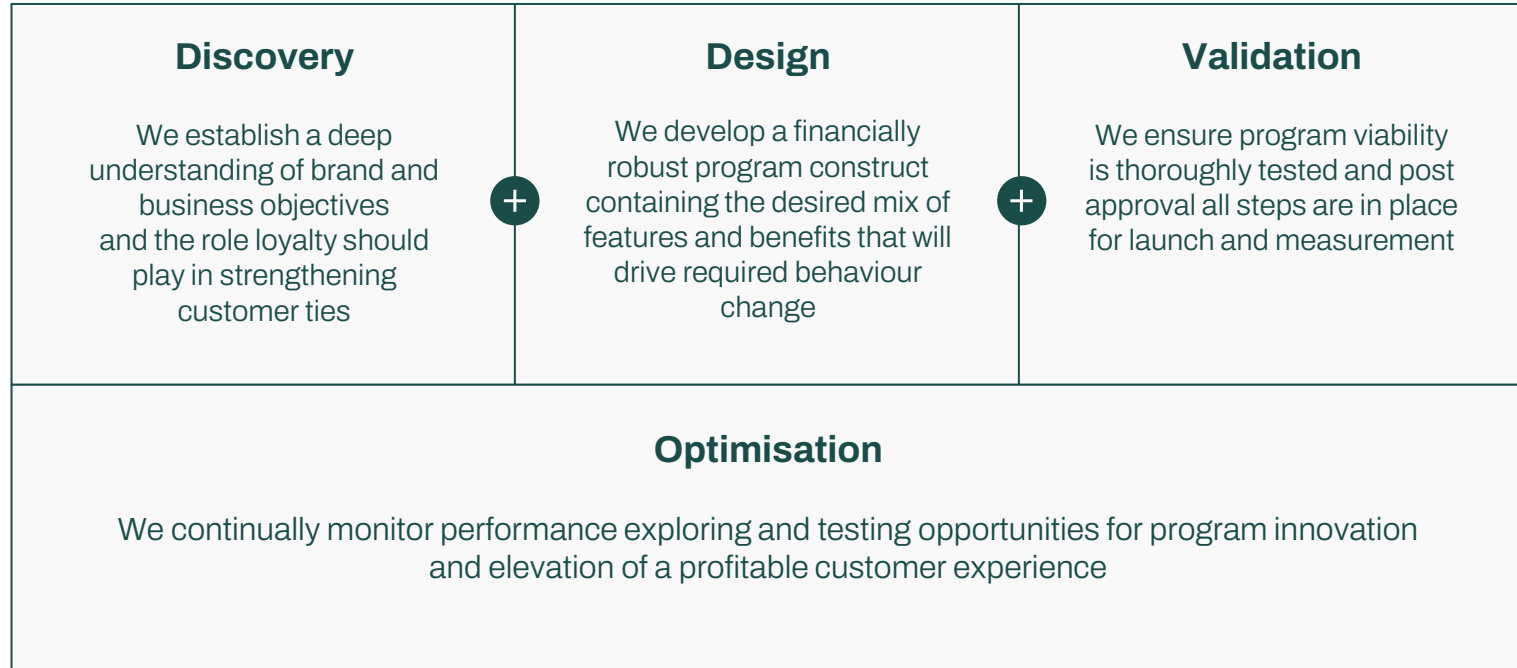 Discovery
We establish a deep
understanding of brand and
business objectives
and the role loyalty should
play in strengthening
customer ties
Design
We develop a financially
robust program construct
containing the desired mix of
features and benefits that will
drive required behaviour
change
Validation
We ensure program viability
is thoroughly tested and post
approval all steps are in place
for launch and measurement
Optimisation
We continually monitor performance exploring and testing opportunities for program innovation
and elevation of a profitable customer experience